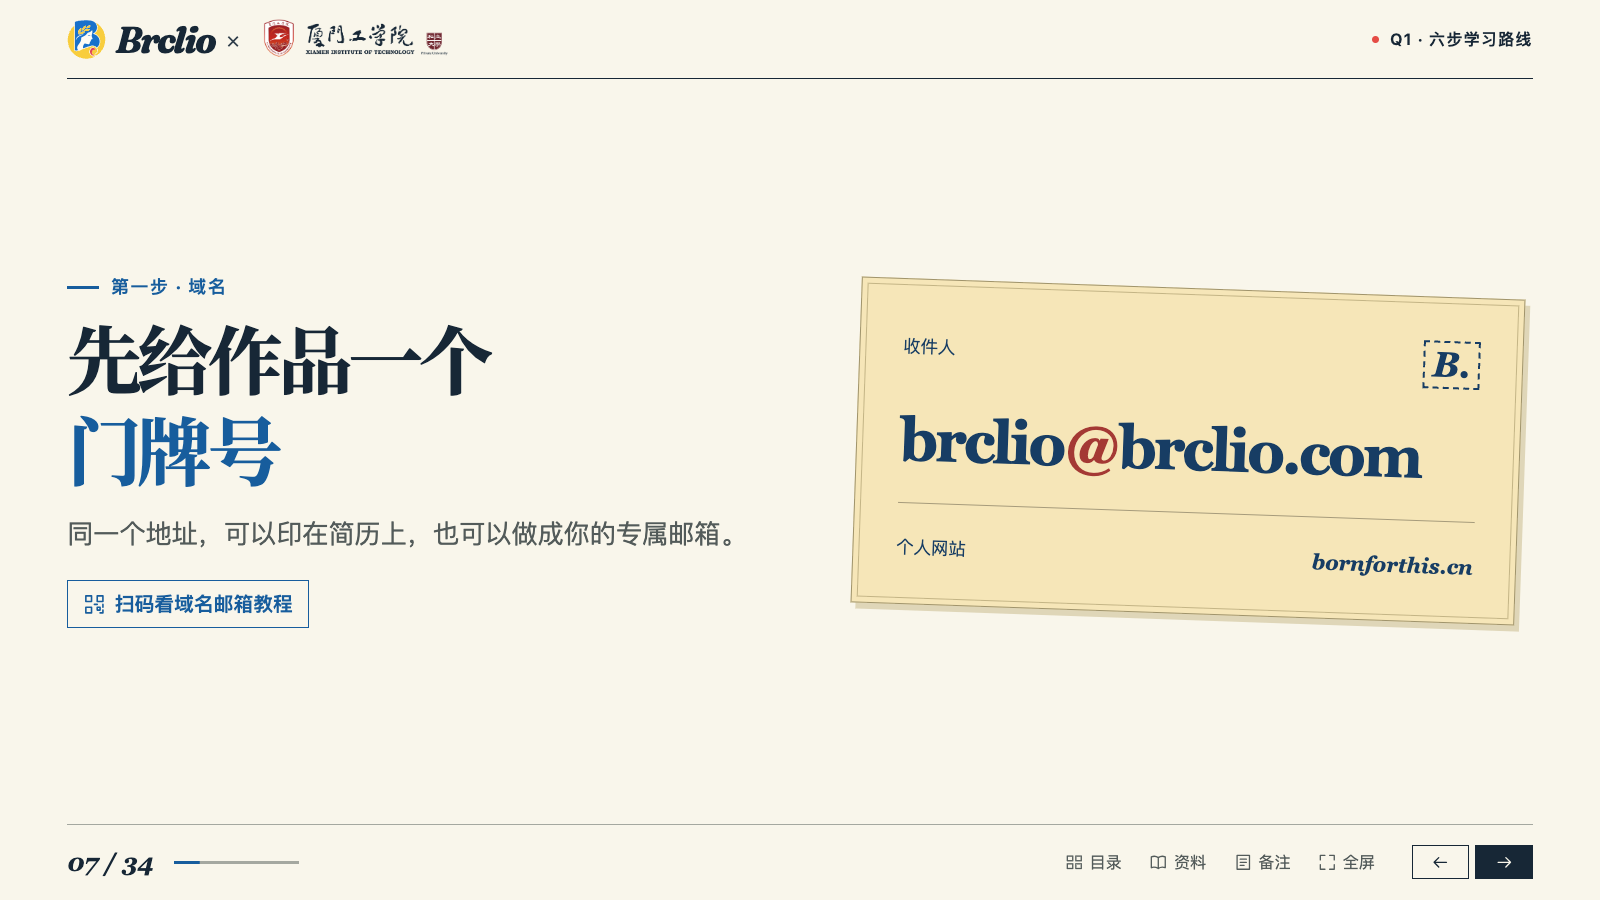 Brclio ×
厦門工学院
XIAMEN INSTITUTE OF TECHNOLOGY
Q1 · 六步学习路线
第一步 · 域名
先给作品一个
门牌号
同一个地址，可以印在简历上，也可以做成你的专属邮箱。
扫码看域名邮箱教程
收件人
B.
brclio@brclio.com
个人网站
bornforthis.cn
07 / 34
目录
资料
备注
全屏